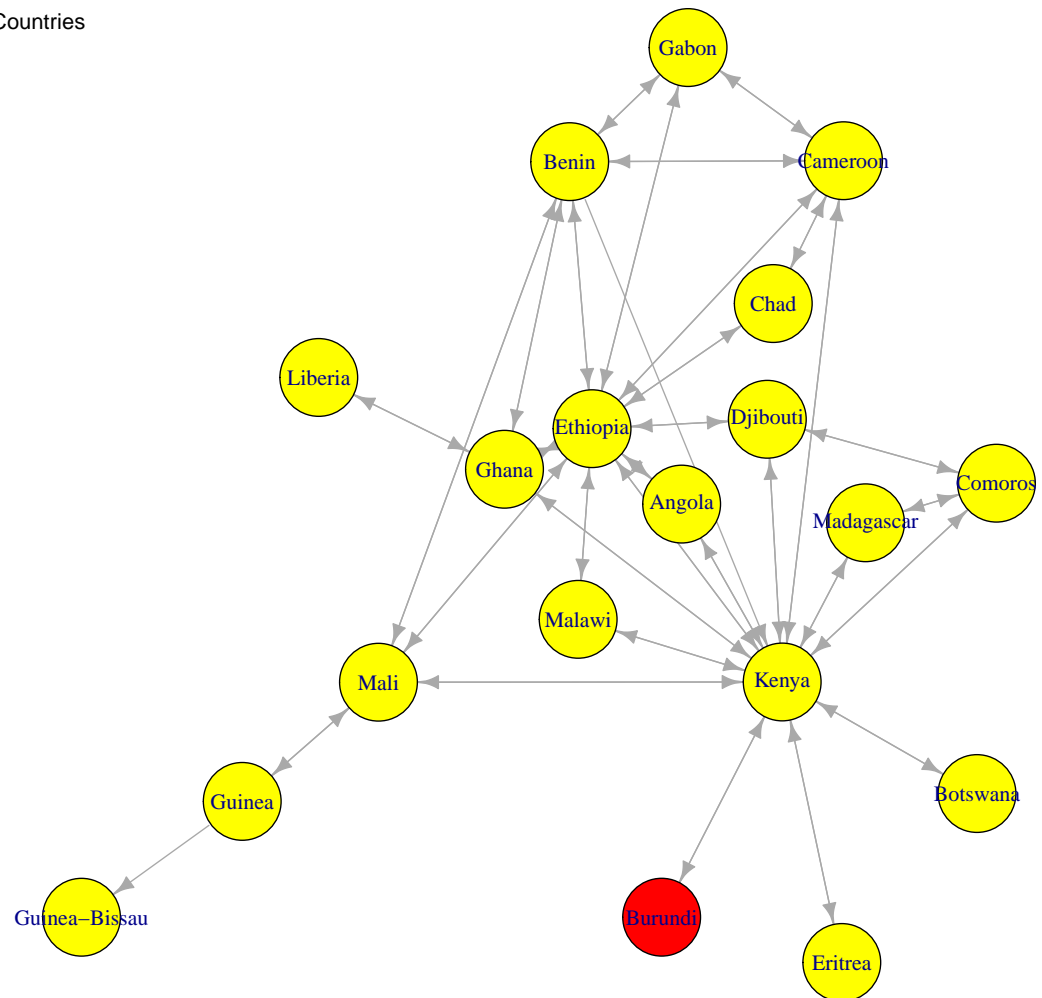 Countries
Gabon
Benin
Cameroon
Chad
Liberia
Ethiopia
Djibouti
Ghana
Angola
Comoros
Madagascar
Malawi
Mali
Kenya
Guinea
Botswana
Guinea−Bissau
Burundi
Eritrea